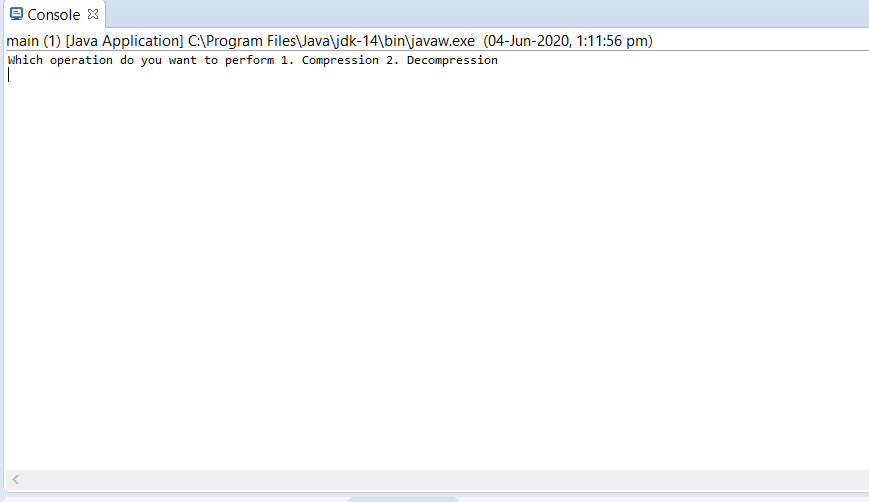 Console
main (1) [Java Application] C:\Program Files\Java\jdk-14\bin\javaw.exe (04-Jun-2020, 1:11:56 pm)
Which operation do you want to perform 1. Compression 2. Decompression